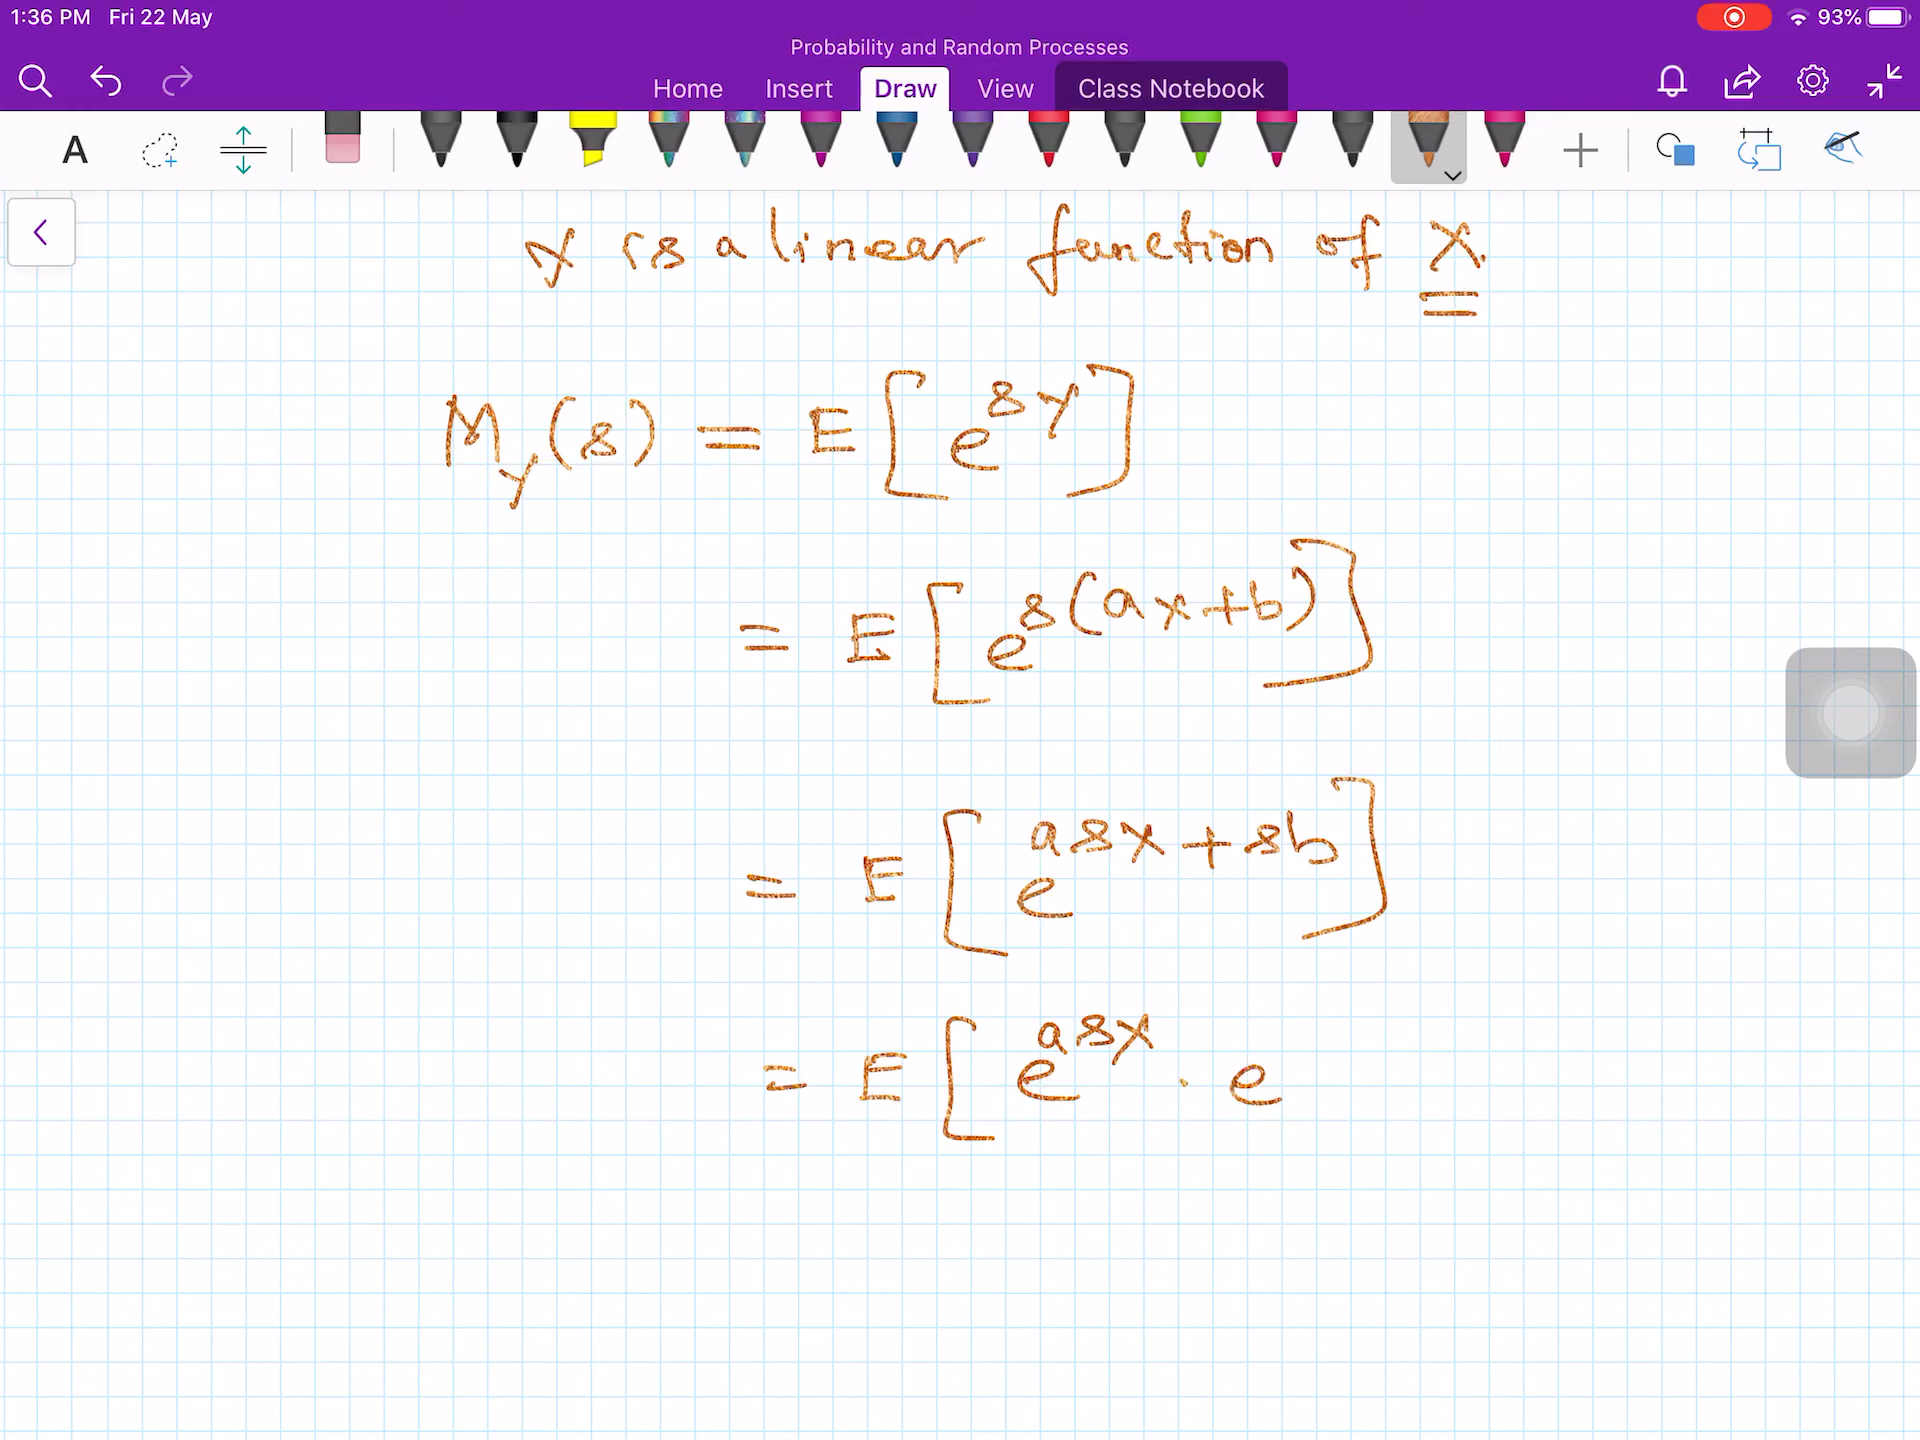 1:36 PM Fri 22 May 93%
Probability and Random Processes
Home Insert Draw View Class Notebook
A
Y is a linear function of X.
M_Y(s) = E[e^{sY}]
= E[e^{s(ax+b)}]
= E[e^{asX+sb}]
= E[e^{asX} . e